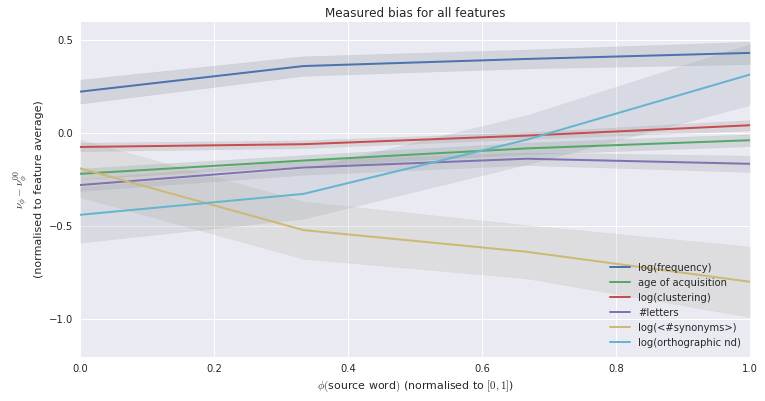 Measured bias for all features
0.5
0.0
−0.5
−1.0
νϕ − νϕ⁰⁰
(normalised to feature average)
log(frequency)
age of acquisition
log(clustering)
#letters
log(<#synonyms>)
log(orthographic nd)
0.0 0.2 0.4 0.6 0.8 1.0
ϕ(source word) (normalised to [0, 1])